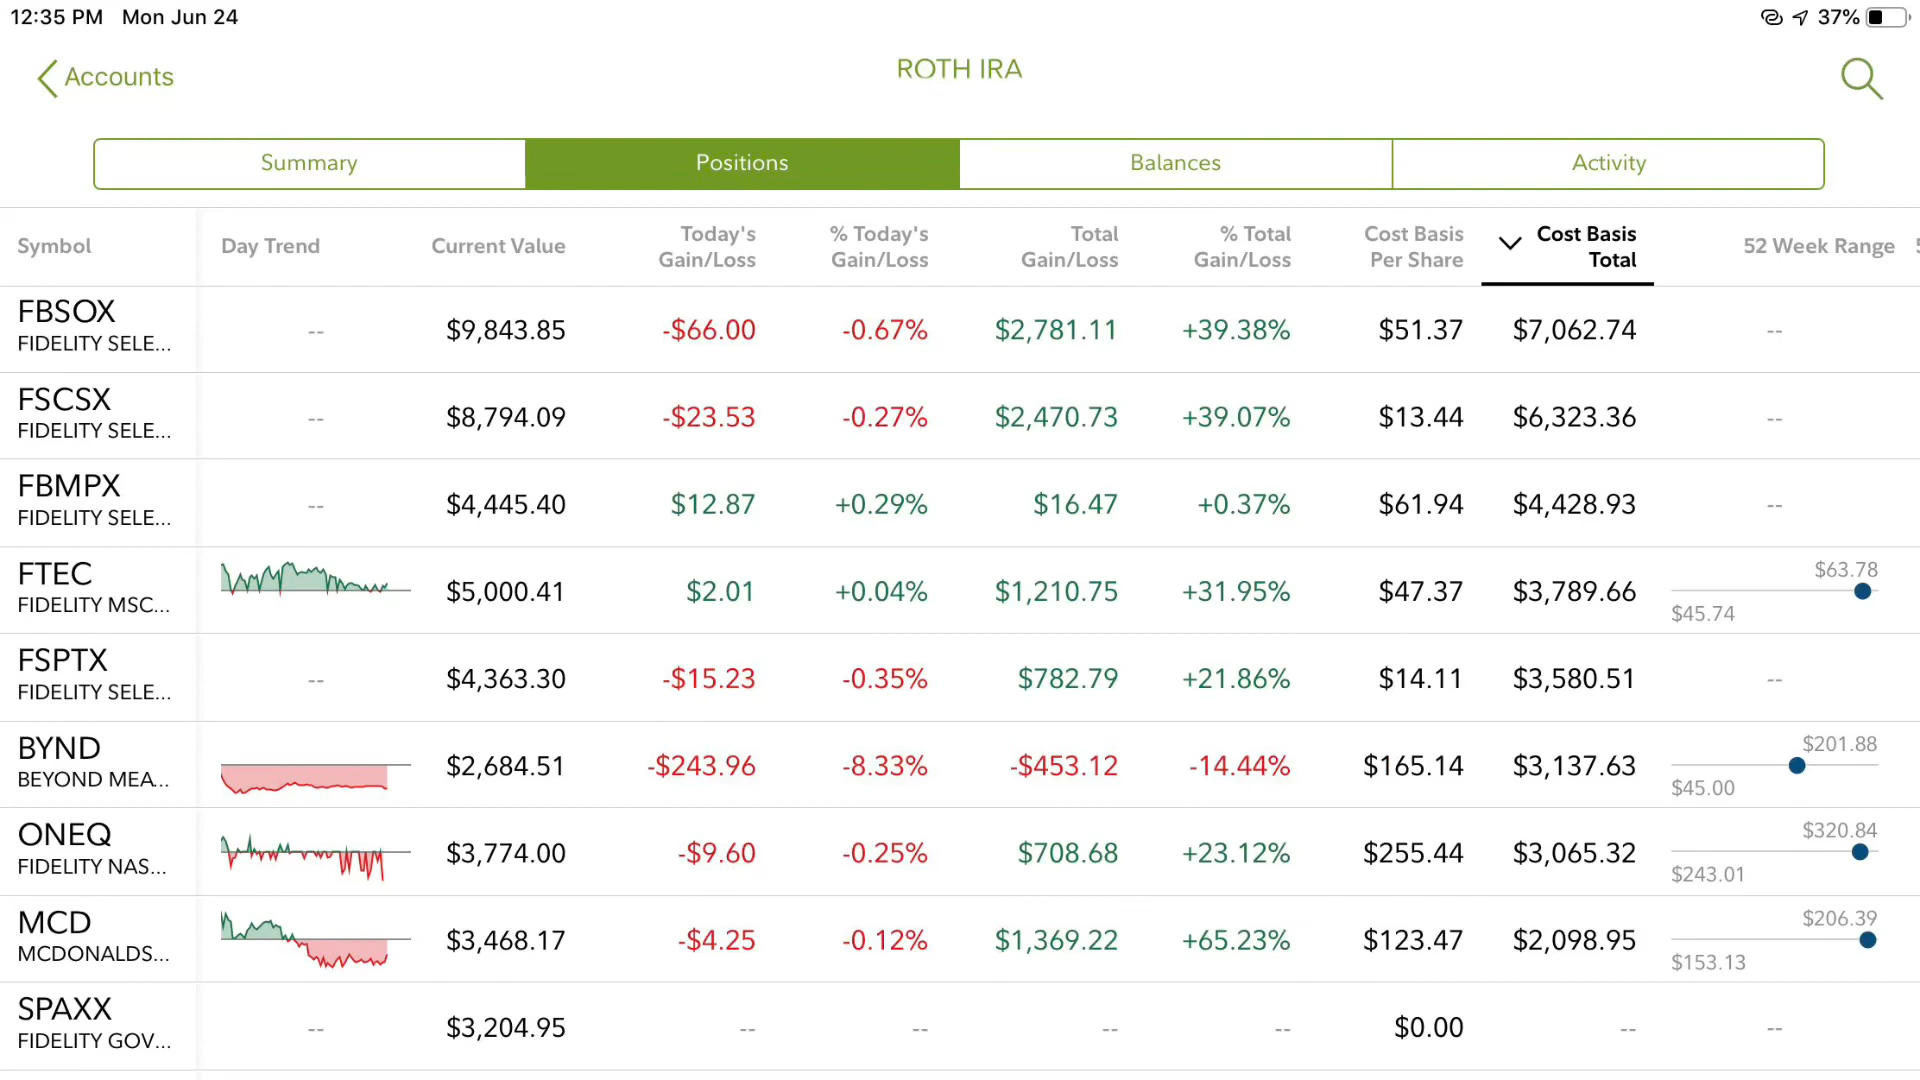 12:35 PM Mon Jun 24 37%
Accounts ROTH IRA
Summary Positions Balances Activity
Symbol Day Trend Current Value Today's Gain/Loss % Today's Gain/Loss Total Gain/Loss % Total Gain/Loss Cost Basis Per Share Cost Basis Total 52 Week Range
FBSOX -- $9,843.85 -$66.00 -0.67% $2,781.11 +39.38% $51.37 $7,062.74 --
FIDELITY SELE...
FSCSX -- $8,794.09 -$23.53 -0.27% $2,470.73 +39.07% $13.44 $6,323.36 --
FIDELITY SELE...
FBMPX -- $4,445.40 $12.87 +0.29% $16.47 +0.37% $61.94 $4,428.93 --
FIDELITY SELE...
FTEC $5,000.41 $2.01 +0.04% $1,210.75 +31.95% $47.37 $3,789.66 $63.78
FIDELITY MSC... $45.74
FSPTX -- $4,363.30 -$15.23 -0.35% $782.79 +21.86% $14.11 $3,580.51 --
FIDELITY SELE...
BYND $2,684.51 -$243.96 -8.33% -$453.12 -14.44% $165.14 $3,137.63 $201.88
BEYOND MEA... $45.00
ONEQ $3,774.00 -$9.60 -0.25% $708.68 +23.12% $255.44 $3,065.32 $320.84
FIDELITY NAS... $243.01
MCD $3,468.17 -$4.25 -0.12% $1,369.22 +65.23% $123.47 $2,098.95 $206.39
MCDONALDS... $153.13
SPAXX -- $3,204.95 -- -- -- -- $0.00 -- --
FIDELITY GOV...